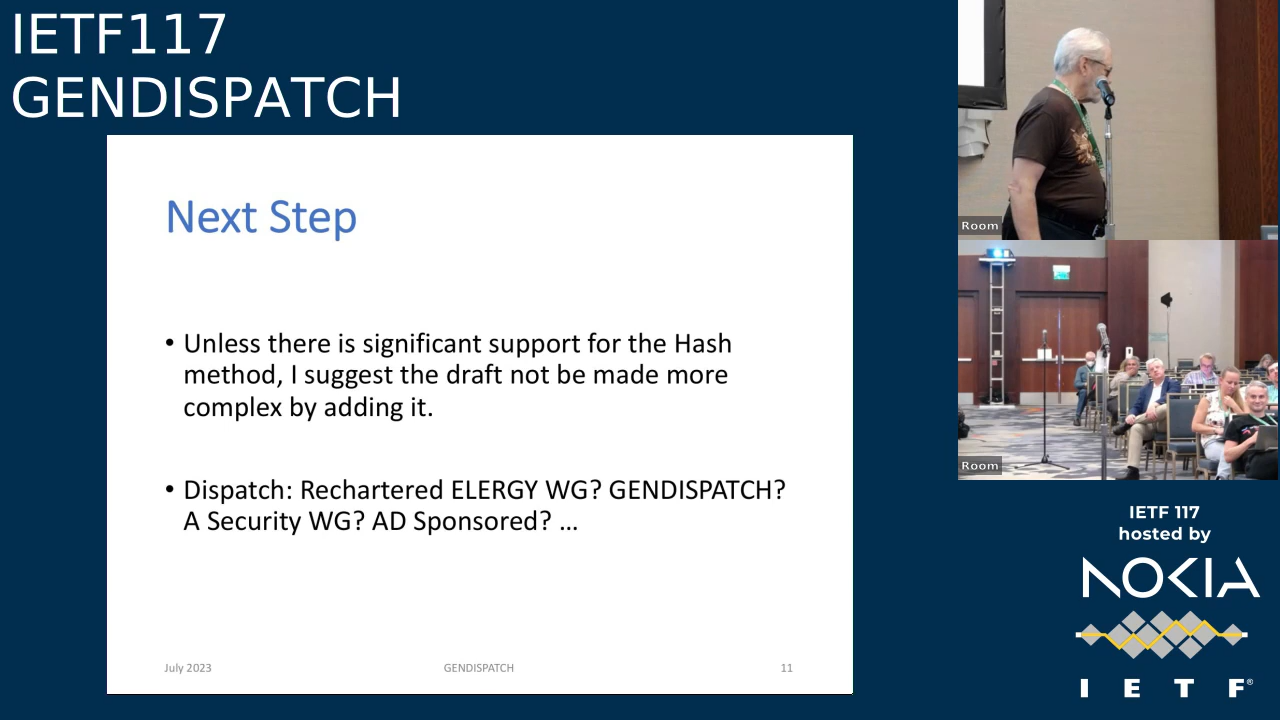 IETF117
GENDISPATCH
Next Step
• Unless there is significant support for the Hash
method, I suggest the draft not be made more
complex by adding it.
• Dispatch: Rechartered ELERGY WG? GENDISPATCH?
A Security WG? AD Sponsored? ...
July 2023
GENDISPATCH
11
Room
Room
IETF 117
hosted by
NOKIA
I E T F®